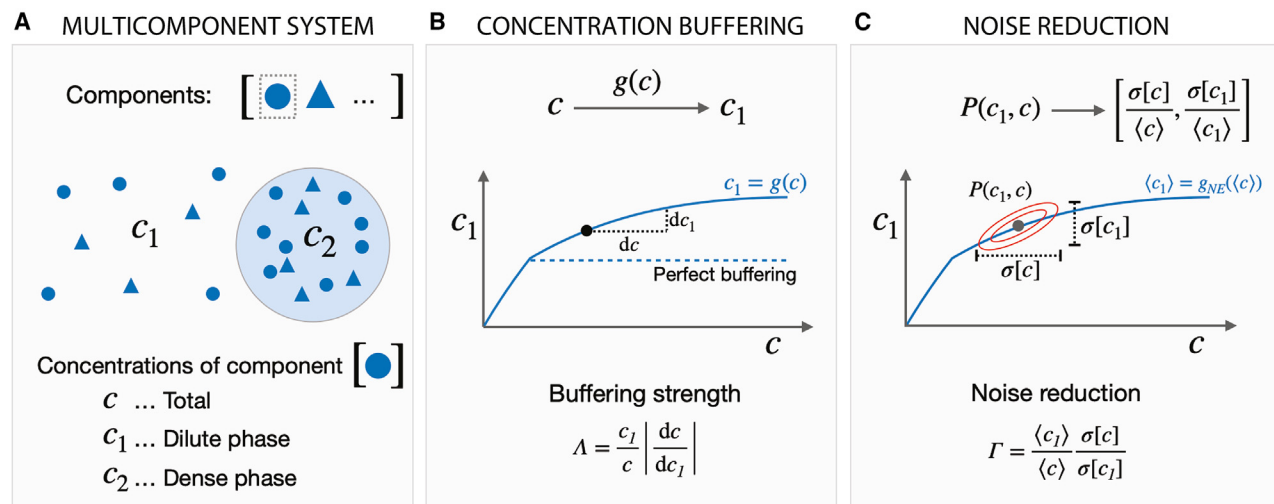 A MULTICOMPONENT SYSTEM
Components: [ ... ]
c₁
c₂
Concentrations of component [ ]
c ... Total
c₁ ... Dilute phase
c₂ ... Dense phase
B CONCENTRATION BUFFERING
g(c)
c → c₁
c₁ = g(c)
c₁
dc₁
dc
Perfect buffering
c
Buffering strength
Λ = c₁/c |dc/dc₁|
C NOISE REDUCTION
P(c₁, c) → [σ[c]/⟨c⟩, σ[c₁]/⟨c₁⟩]
P(c₁, c)
⟨c₁⟩ = g_NE(⟨c⟩)
c₁
σ[c₁]
σ[c]
c
Noise reduction
Γ = ⟨c₁⟩/⟨c⟩ σ[c]/σ[c₁]